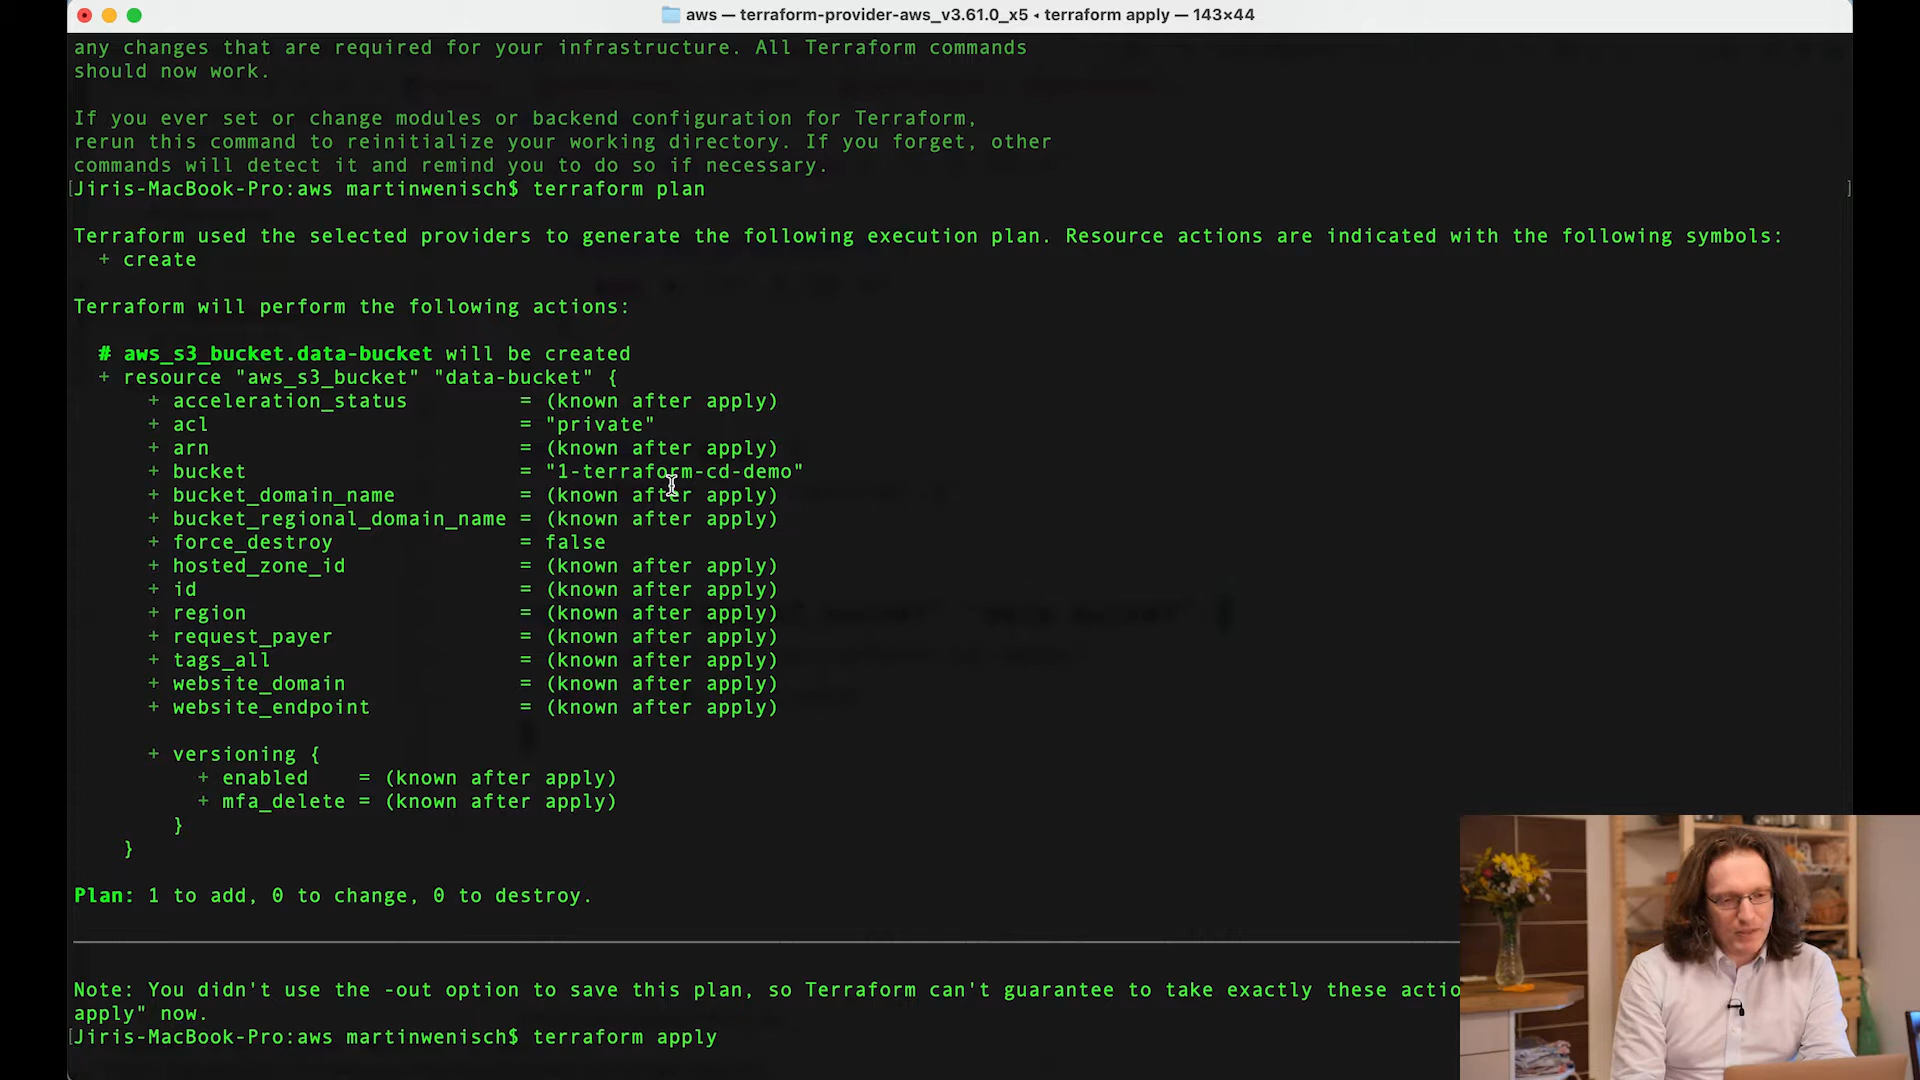 aws — terraform-provider-aws_v3.61.0_x5 ◂ terraform apply — 143×44
any changes that are required for your infrastructure. All Terraform commands
should now work.
If you ever set or change modules or backend configuration for Terraform,
rerun this command to reinitialize your working directory. If you forget, other
commands will detect it and remind you to do so if necessary.
[Jiris-MacBook-Pro:aws martinwenisch$ terraform plan ]
Terraform used the selected providers to generate the following execution plan. Resource actions are indicated with the following symbols:
+ create
Terraform will perform the following actions:
# aws_s3_bucket.data-bucket will be created
+ resource "aws_s3_bucket" "data-bucket" {
+ acceleration_status = (known after apply)
+ acl = "private"
+ arn = (known after apply)
+ bucket = "1-terraform-cd-demo"
+ bucket_domain_name = (known after apply)
+ bucket_regional_domain_name = (known after apply)
+ force_destroy = false
+ hosted_zone_id = (known after apply)
+ id = (known after apply)
+ region = (known after apply)
+ request_payer = (known after apply)
+ tags_all = (known after apply)
+ website_domain = (known after apply)
+ website_endpoint = (known after apply)
+ versioning {
+ enabled = (known after apply)
+ mfa_delete = (known after apply)
}
}
Plan: 1 to add, 0 to change, 0 to destroy.
Note: You didn't use the -out option to save this plan, so Terraform can't guarantee to take exactly these actio
apply" now.
[Jiris-MacBook-Pro:aws martinwenisch$ terraform apply